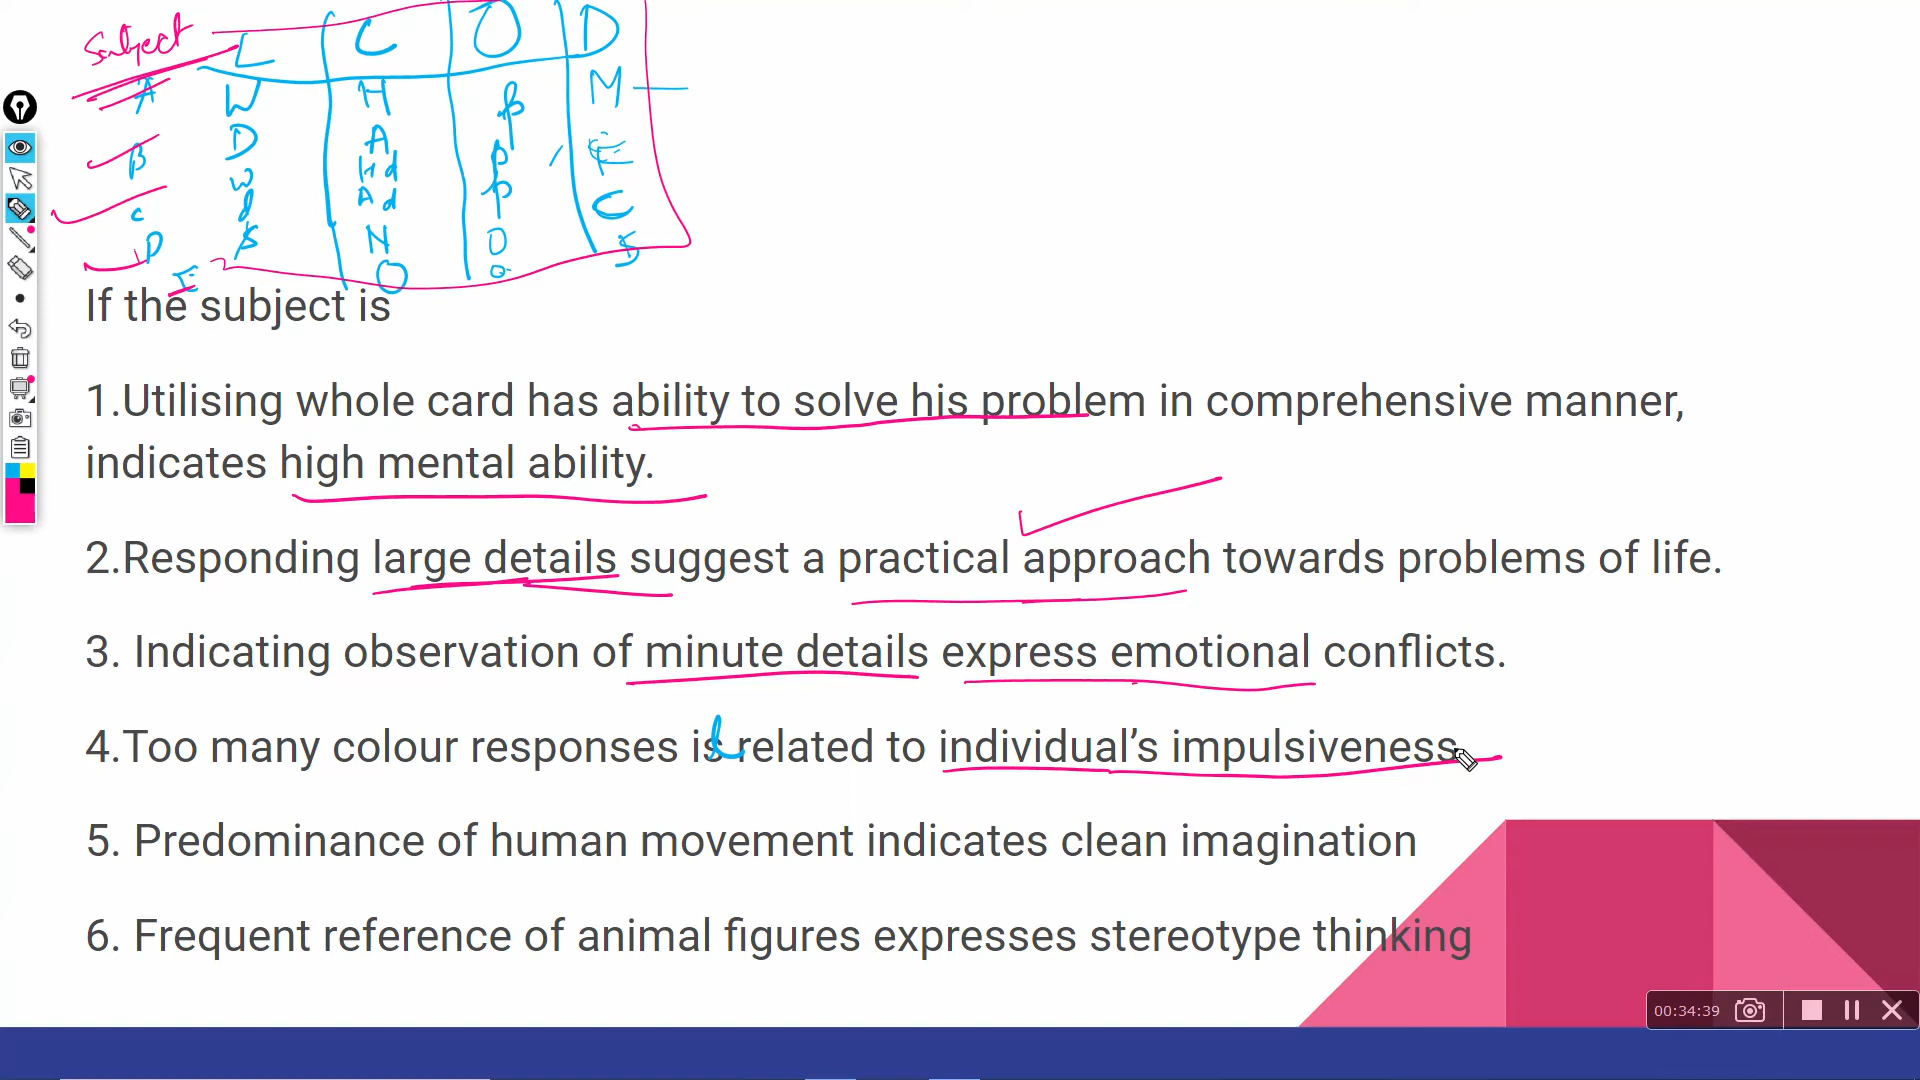 Subject L C O D
A W H p M
B D A p F
Hd
c w p C
d Ad
D S N O S
E O O
If the subject is
1.Utilising whole card has ability to solve his problem in comprehensive manner,
indicates high mental ability.
2.Responding large details suggest a practical approach towards problems of life.
3. Indicating observation of minute details express emotional conflicts.
4.Too many colour responses is related to individual's impulsiveness
5. Predominance of human movement indicates clean imagination
6. Frequent reference of animal figures expresses stereotype thinking
00:34:39